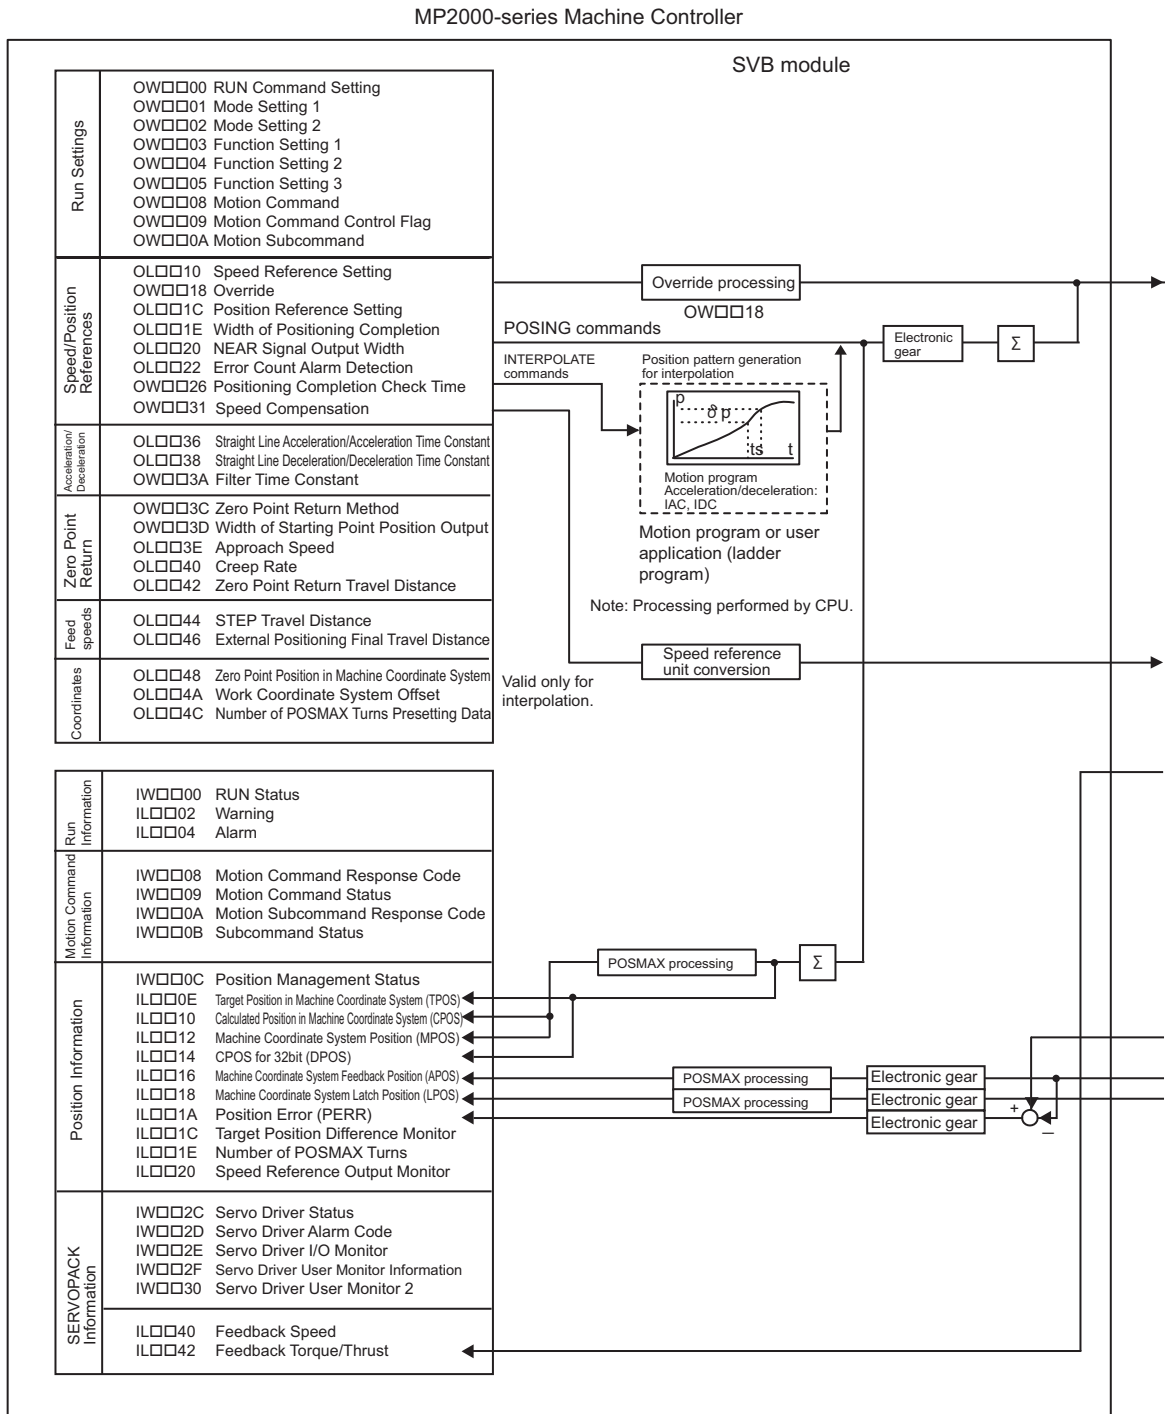 MP2000-series Machine Controller
SVB module
Run Settings
OW□□00 RUN Command Setting
OW□□01 Mode Setting 1
OW□□02 Mode Setting 2
OW□□03 Function Setting 1
OW□□04 Function Setting 2
OW□□05 Function Setting 3
OW□□08 Motion Command
OW□□09 Motion Command Control Flag
OW□□0A Motion Subcommand
Speed/Position
References
OL□□10 Speed Reference Setting
OW□□18 Override
OL□□1C Position Reference Setting
OL□□1E Width of Positioning Completion
OL□□20 NEAR Signal Output Width
OL□□22 Error Count Alarm Detection
OW□□26 Positioning Completion Check Time
OW□□31 Speed Compensation
Acceleration/
Deceleration
OL□□36 Straight Line Acceleration/Acceleration Time Constant
OL□□38 Straight Line Deceleration/Deceleration Time Constant
OW□□3A Filter Time Constant
Zero Point
Return
OW□□3C Zero Point Return Method
OW□□3D Width of Starting Point Position Output
OL□□3E Approach Speed
OL□□40 Creep Rate
OL□□42 Zero Point Return Travel Distance
Feed
speeds
OL□□44 STEP Travel Distance
OL□□46 External Positioning Final Travel Distance
Coordinates
OL□□48 Zero Point Position in Machine Coordinate System
OL□□4A Work Coordinate System Offset
OL□□4C Number of POSMAX Turns Presetting Data
Override processing
OW□□18
POSING commands
INTERPOLATE
commands
Position pattern generation
for interpolation
p
δ p
ts
t
Motion program
Acceleration/deceleration:
IAC, IDC
Motion program or user
application (ladder
program)
Note: Processing performed by CPU.
Electronic
gear
Σ
Speed reference
unit conversion
Valid only for
interpolation.
Run
Information
IW□□00 RUN Status
IL□□02 Warning
IL□□04 Alarm
Motion Command
Information
IW□□08 Motion Command Response Code
IW□□09 Motion Command Status
IW□□0A Motion Subcommand Response Code
IW□□0B Subcommand Status
Position Information
IW□□0C Position Management Status
IL□□0E Target Position in Machine Coordinate System (TPOS)
IL□□10 Calculated Position in Machine Coordinate System (CPOS)
IL□□12 Machine Coordinate System Position (MPOS)
IL□□14 CPOS for 32bit (DPOS)
IL□□16 Machine Coordinate System Feedback Position (APOS)
IL□□18 Machine Coordinate System Latch Position (LPOS)
IL□□1A Position Error (PERR)
IL□□1C Target Position Difference Monitor
IL□□1E Number of POSMAX Turns
IL□□20 Speed Reference Output Monitor
POSMAX processing
Σ
POSMAX processing
Electronic gear
POSMAX processing
Electronic gear
Electronic gear
+
−
SERVOPACK
Information
IW□□2C Servo Driver Status
IW□□2D Servo Driver Alarm Code
IW□□2E Servo Driver I/O Monitor
IW□□2F Servo Driver User Monitor Information
IW□□30 Servo Driver User Monitor 2
IL□□40 Feedback Speed
IL□□42 Feedback Torque/Thrust